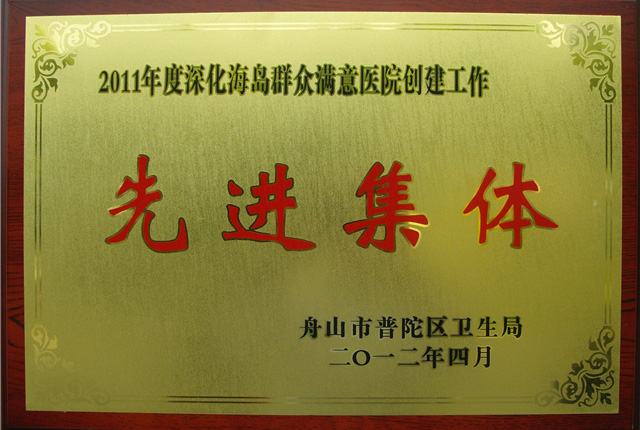 2011年度深化海岛群众满意医院创建工作
先进集体
舟山市普陀区卫生局
二〇一二年四月